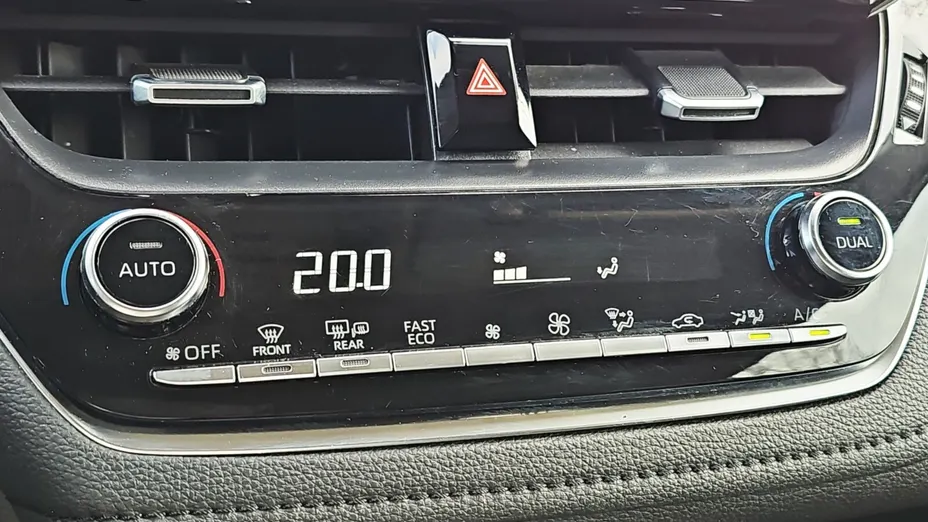 AUTO
20.0
DUAL
OFF
FRONT
REAR
FAST
ECO
A/C